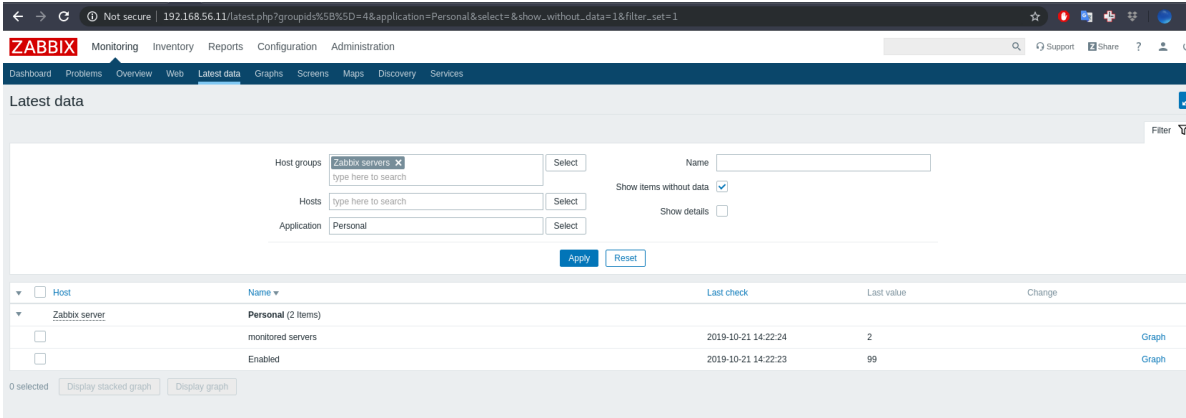 Not secure | 192.168.56.11/latest.php?groupids%5B%5D=4&application=Personal&select=&show_without_data=1&filter_set=1
ZABBIX Monitoring Inventory Reports Configuration Administration Support Z Share ?
Dashboard Problems Overview Web Latest data Graphs Screens Maps Discovery Services
Latest data
Filter
Host groups Zabbix servers Select Name
type here to search
Show items without data
Hosts type here to search Select
Show details
Application Personal Select
Apply Reset
Host Name Last check Last value Change
Zabbix server Personal (2 Items)
monitored servers 2019-10-21 14:22:24 2 Graph
Enabled 2019-10-21 14:22:23 99 Graph
0 selected Display stacked graph Display graph